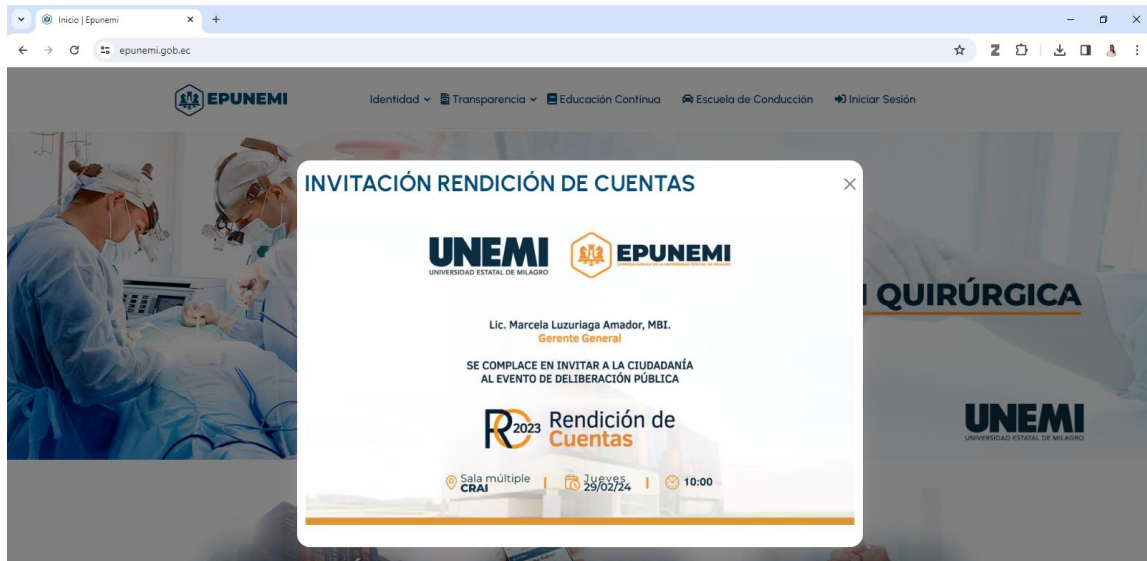 Inicio | Epunemi
epunemi.gob.ec
EPUNEMI
Identidad Transparencia Educación Continua Escuela de Conducción Iniciar Sesión
INVITACIÓN RENDICIÓN DE CUENTAS
UNEMI
UNIVERSIDAD ESTATAL DE MILAGRO
EPUNEMI
QUIRÚRGICA
Lic. Marcela Luzuriaga Amador, MBI.
Gerente General
SE COMPLACE EN INVITAR A LA CIUDADANÍA
AL EVENTO DE DELIBERACIÓN PÚBLICA
RC 2023 Rendición de
Cuentas
UNEMI
UNIVERSIDAD ESTATAL DE MILAGRO
Sala múltiple
CRAI
Jueves
29/02/24
10:00